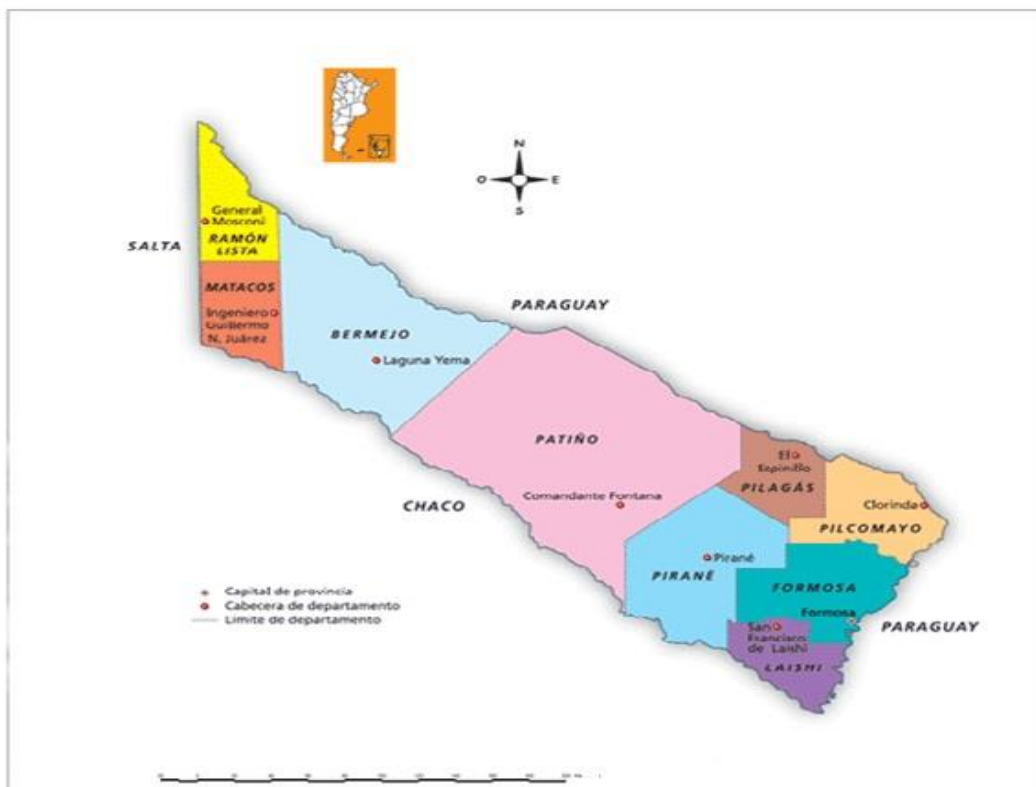 N
O
E
S
General
Mosconi
SALTA
RAMÓN
LISTA
MATACOS
Ingeniero
Guillermo
N. Juárez
PARAGUAY
BERMEJO
Laguna Yema
PATIÑO
El
Espinillo
PILAGÁS
Comandante Fontana
CHACO
Clorinda
PILCOMAYO
Pirané
PIRANÉ
FORMOSA
Formosa
PARAGUAY
San
Francisco
de Laishi
LAISHI
Capital de provincia
Cabecera de departamento
Límite de departamento